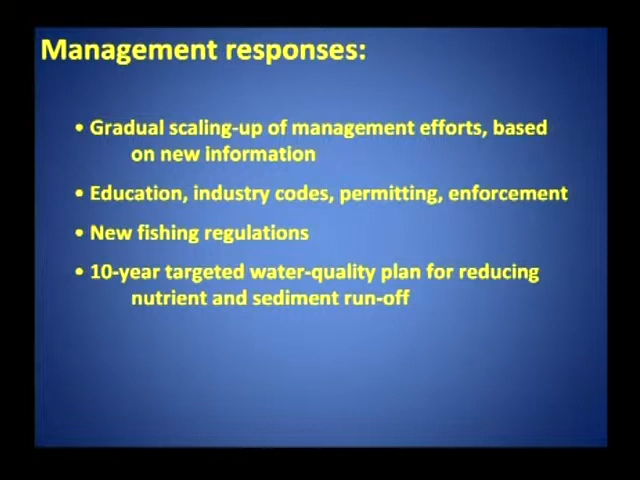 Management responses:
• Gradual scaling-up of management efforts, based
on new information
• Education, industry codes, permitting, enforcement
• New fishing regulations
• 10-year targeted water-quality plan for reducing
nutrient and sediment run-off